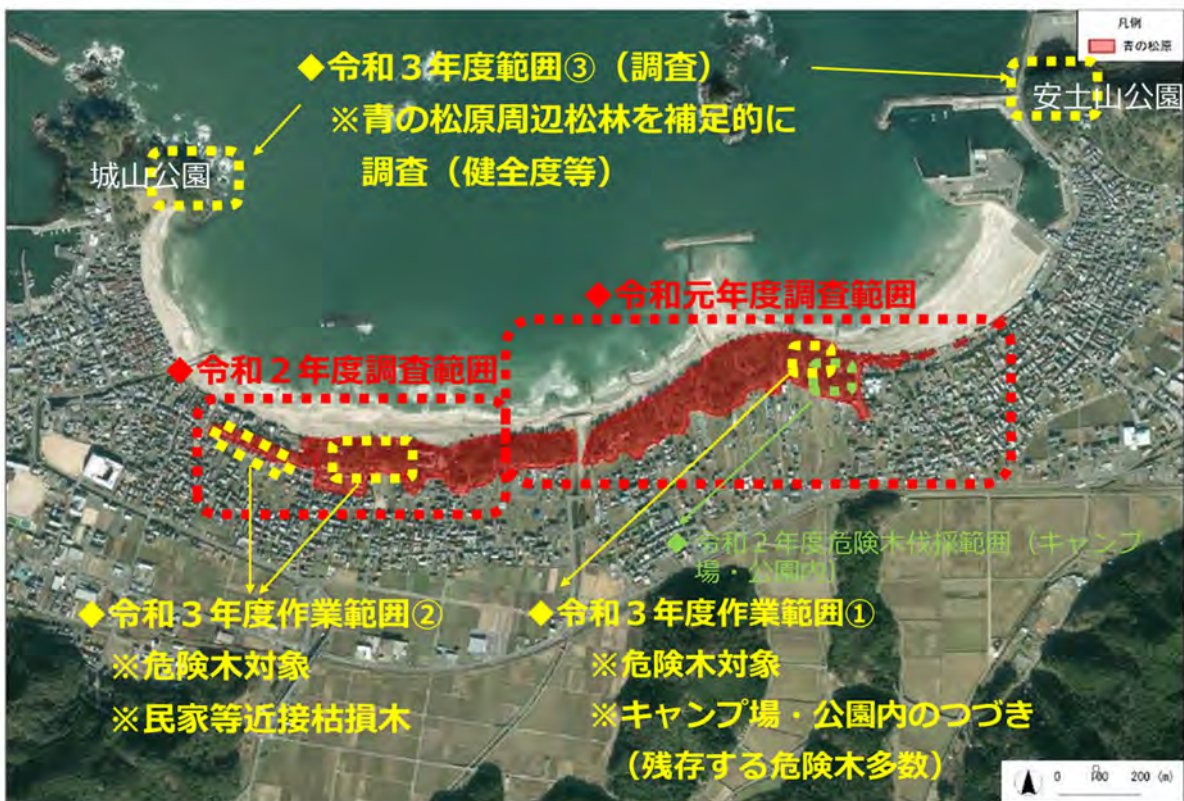 凡例
青の松原
◆令和３年度範囲③（調査）
※青の松原周辺松林を補足的に
調査（健全度等）
安土山公園
城山公園
◆令和元年度調査範囲
◆令和２年度調査範囲
◆令和２年度危険木伐採範囲（キャンプ
場・公園内）
◆令和３年度作業範囲②
※危険木対象
※民家等近接枯損木
◆令和３年度作業範囲①
※危険木対象
※キャンプ場・公園内のつづき
（残存する危険木多数）
0 100 200 (m)